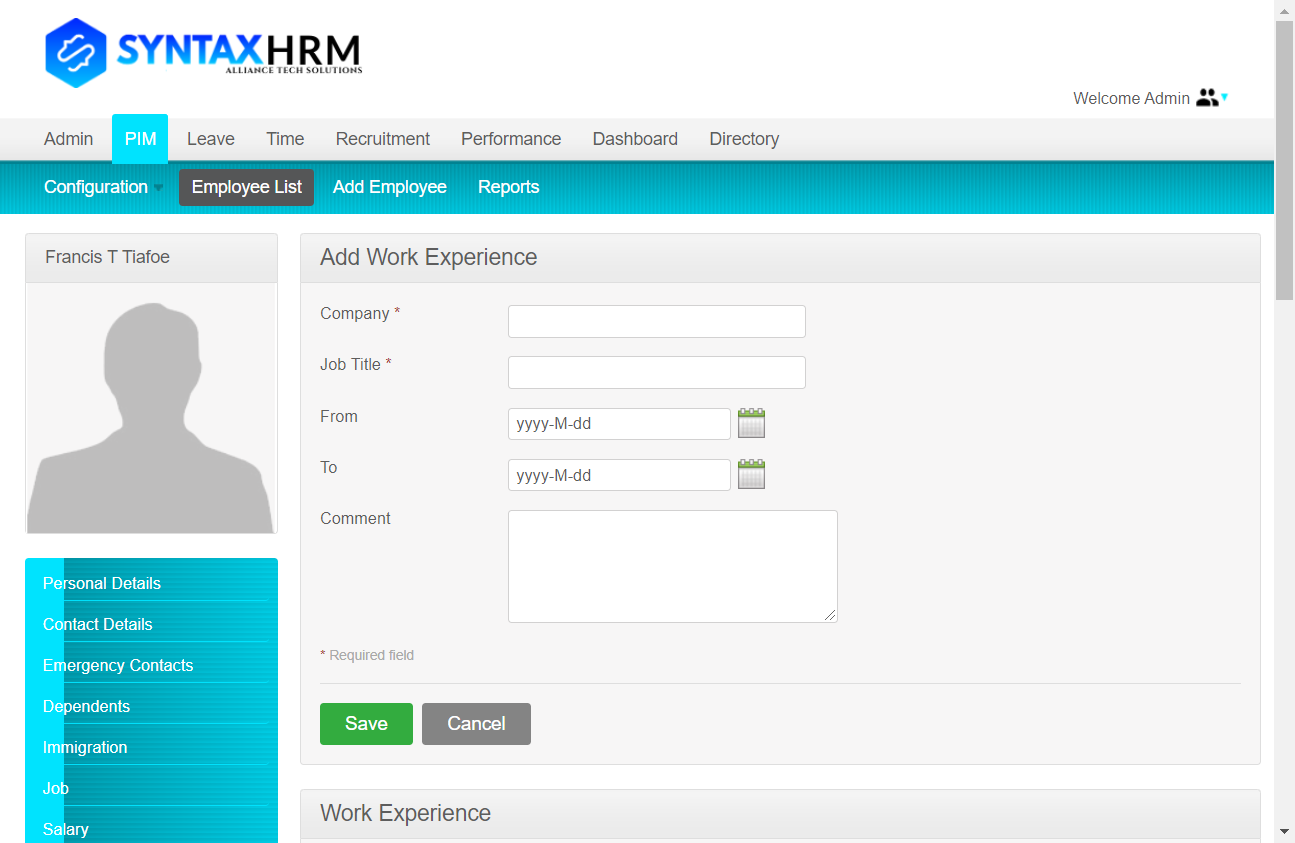 SYNTAXHRM
ALLIANCE TECH SOLUTIONS
Welcome Admin
Admin PIM Leave Time Recruitment Performance Dashboard Directory
Configuration Employee List Add Employee Reports
Francis T Tiafoe
Add Work Experience
Company *
Job Title *
From yyyy-M-dd
To yyyy-M-dd
Comment
* Required field
Save Cancel
Personal Details
Contact Details
Emergency Contacts
Dependents
Immigration
Job
Salary
Work Experience